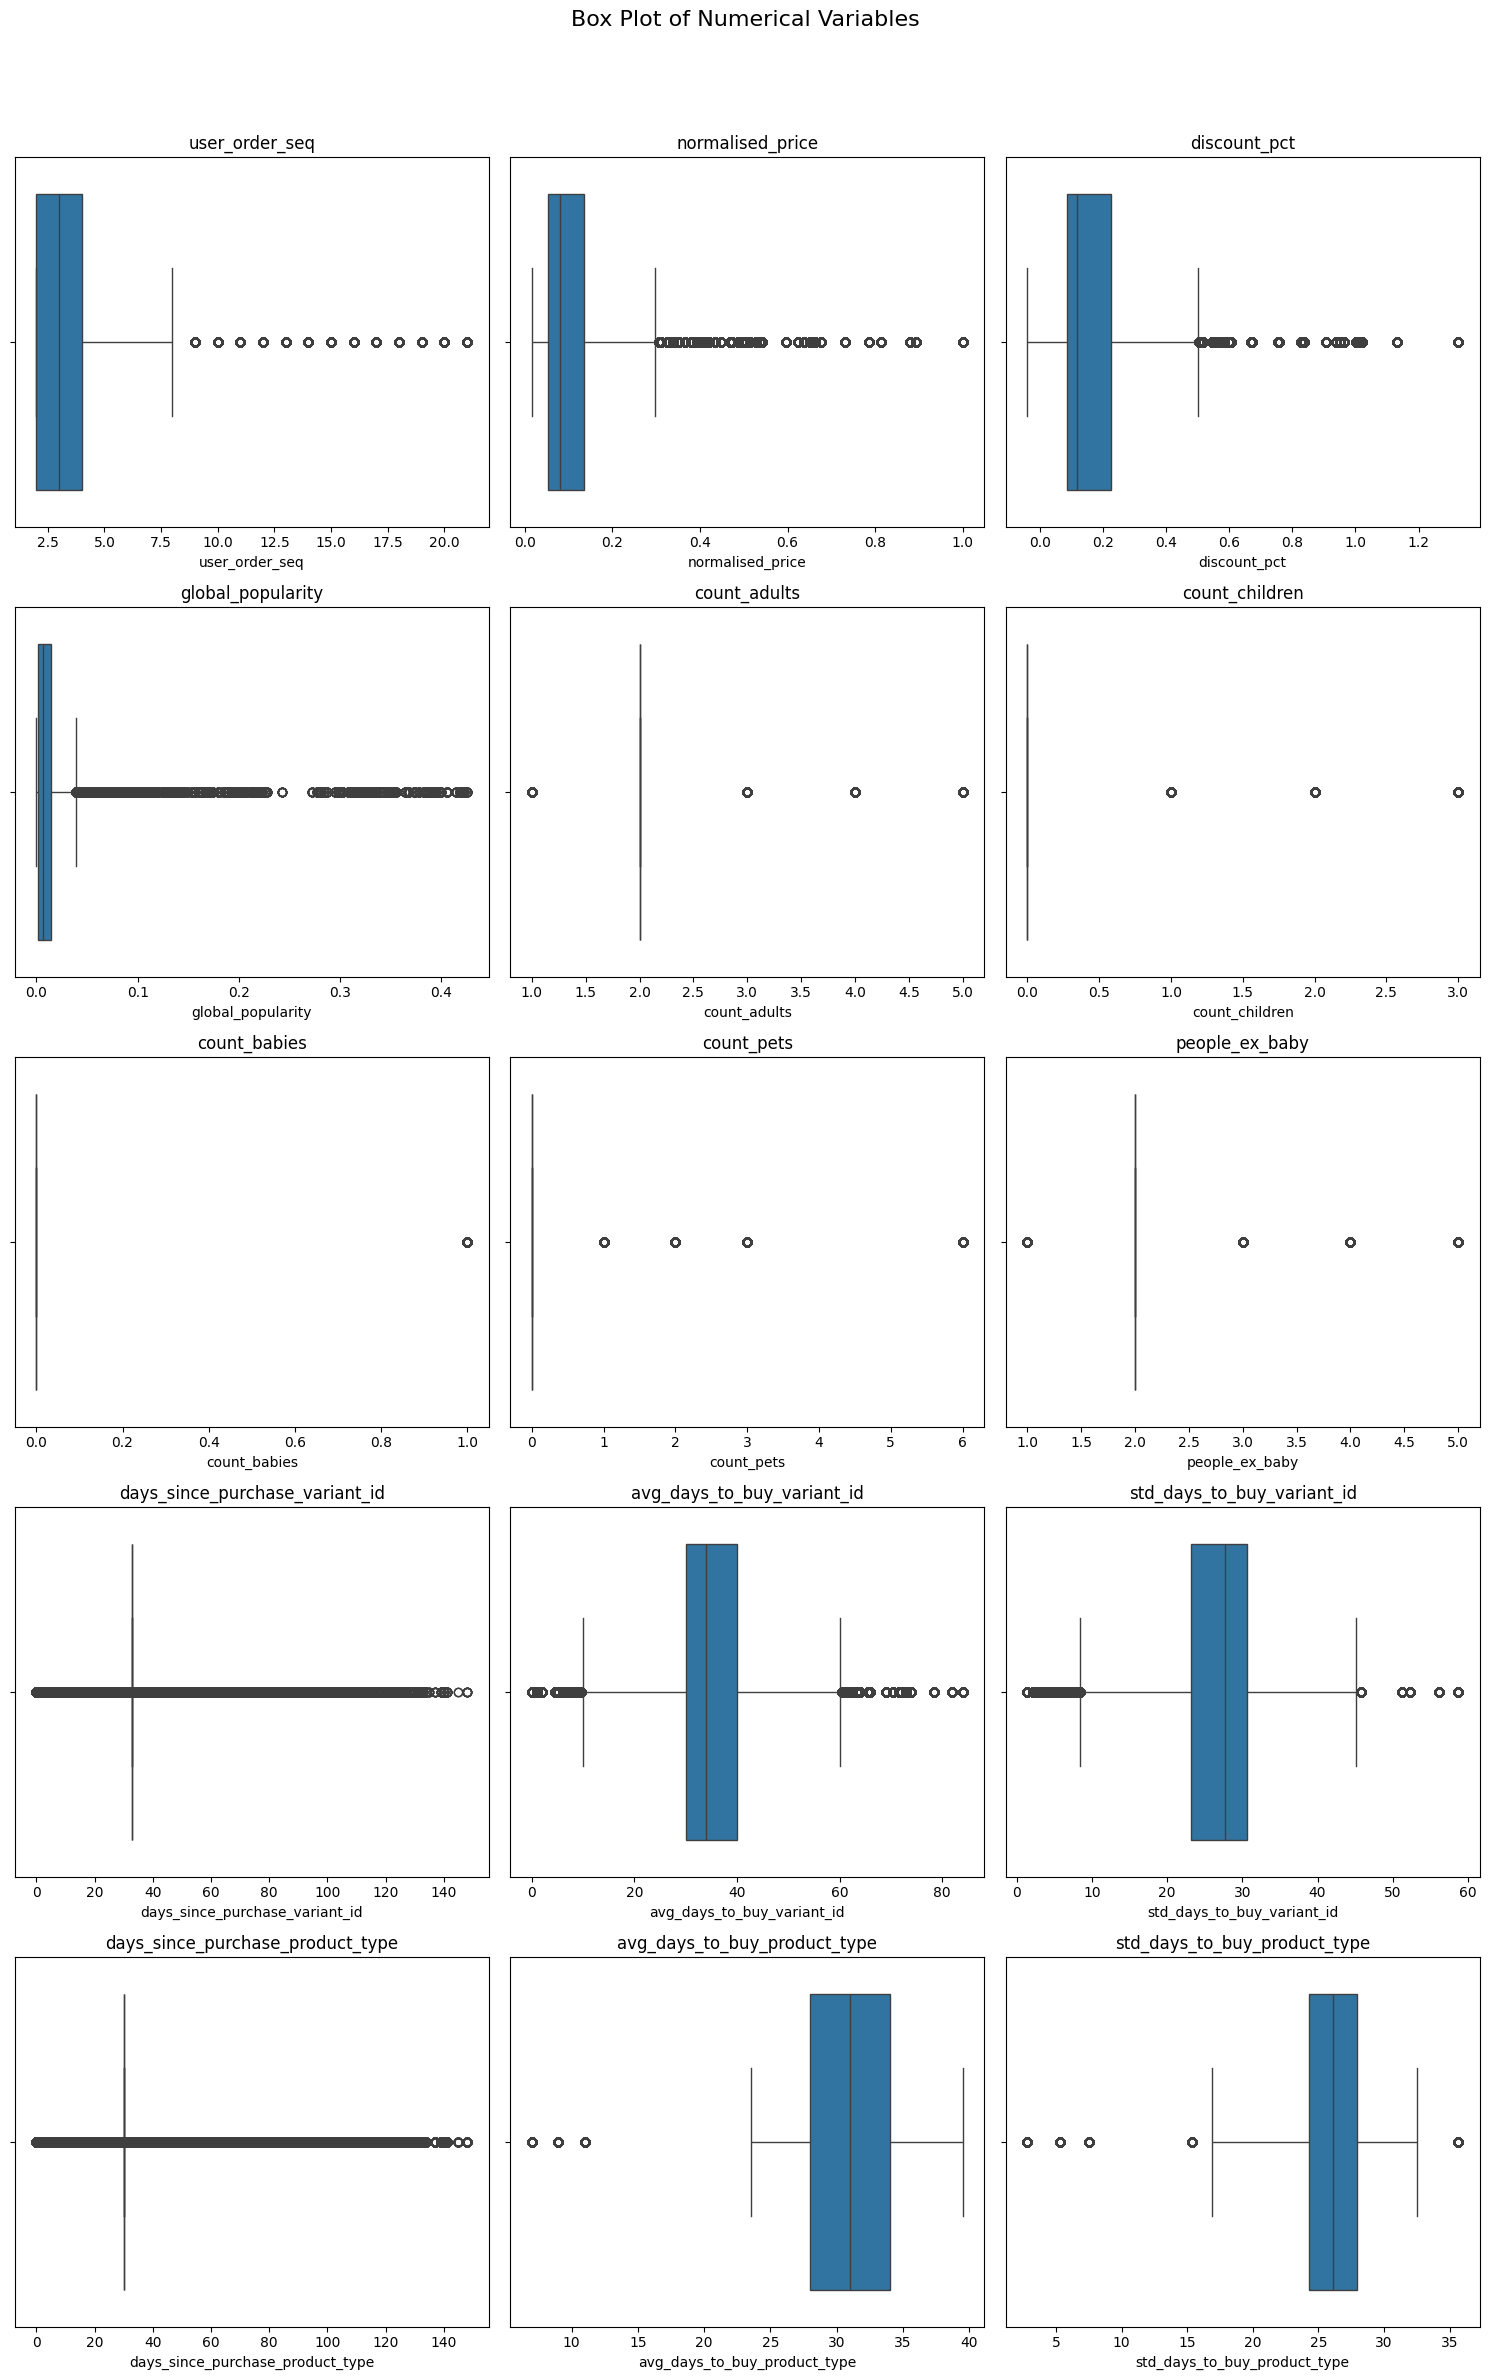 Box Plot of Numerical Variables
user_order_seq
normalised_price
discount_pct
2.5 5.0 7.5 10.0 12.5 15.0 17.5 20.0
0.0 0.2 0.4 0.6 0.8 1.0
0.0 0.2 0.4 0.6 0.8 1.0 1.2
user_order_seq
normalised_price
discount_pct
global_popularity
count_adults
count_children
0.0 0.1 0.2 0.3 0.4
1.0 1.5 2.0 2.5 3.0 3.5 4.0 4.5 5.0
0.0 0.5 1.0 1.5 2.0 2.5 3.0
global_popularity
count_adults
count_children
count_babies
count_pets
people_ex_baby
0.0 0.2 0.4 0.6 0.8 1.0
0 1 2 3 4 5 6
1.0 1.5 2.0 2.5 3.0 3.5 4.0 4.5 5.0
count_babies
count_pets
people_ex_baby
days_since_purchase_variant_id
avg_days_to_buy_variant_id
std_days_to_buy_variant_id
0 20 40 60 80 100 120 140
0 20 40 60 80
0 10 20 30 40 50 60
days_since_purchase_variant_id
avg_days_to_buy_variant_id
std_days_to_buy_variant_id
days_since_purchase_product_type
avg_days_to_buy_product_type
std_days_to_buy_product_type
0 20 40 60 80 100 120 140
10 15 20 25 30 35 40
5 10 15 20 25 30 35
days_since_purchase_product_type
avg_days_to_buy_product_type
std_days_to_buy_product_type